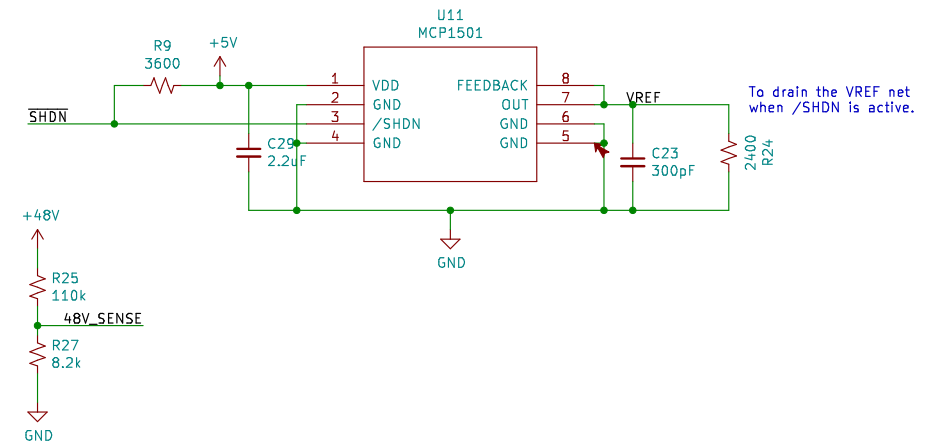 U11
MCP1501
R9
3600
+5V
1
VDD
2
GND
3
/SHDN
4
GND
FEEDBACK
8
OUT
7
GND
6
GND
5
VREF
To drain the VREF net
when /SHDN is active.
SHDN
C29
2.2uF
C23
300pF
2400
R24
GND
+48V
R25
110k
48V_SENSE
R27
8.2k
GND